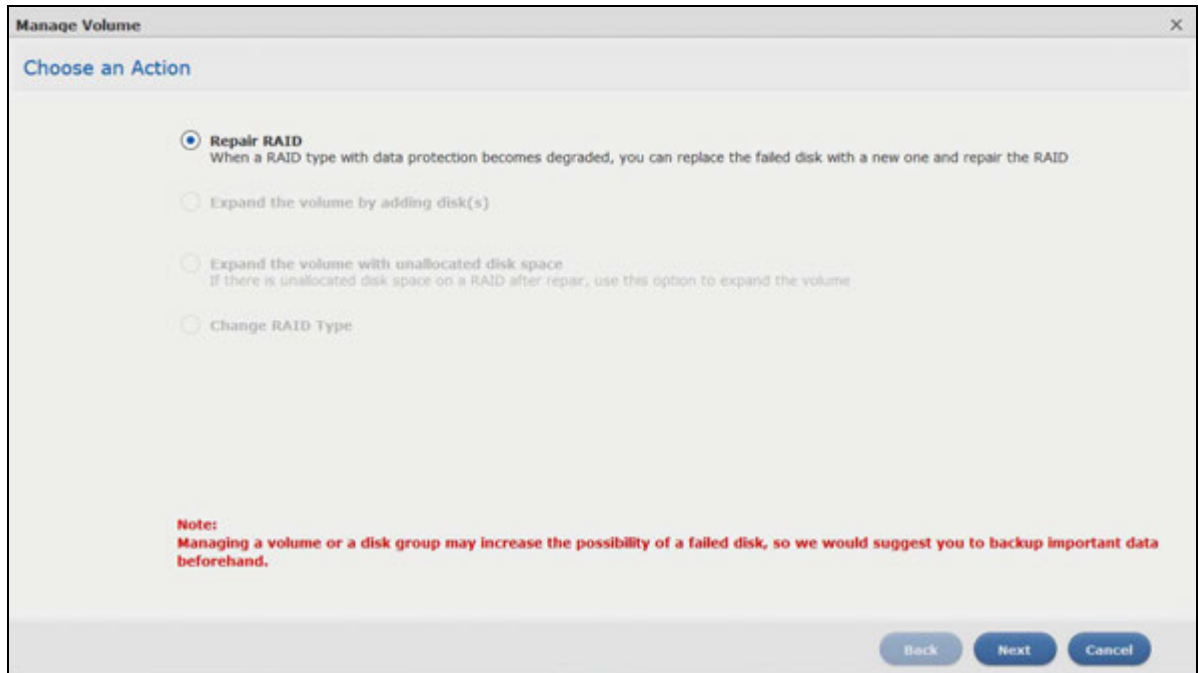 Manage Volume
Choose an Action
Repair RAID
When a RAID type with data protection becomes degraded, you can replace the failed disk with a new one and repair the RAID
Expand the volume by adding disk(s)
Expand the volume with unallocated disk space
If there is unallocated disk space on a RAID after repair, use this option to expand the volume
Change RAID Type
Note:
Managing a volume or a disk group may increase the possibility of a failed disk, so we would suggest you to backup important data
beforehand.
Back Next Cancel